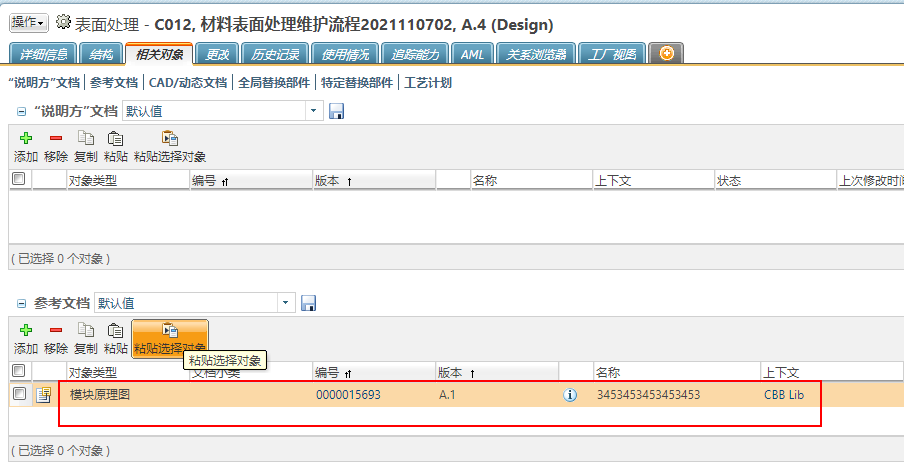 操作 表面处理 - C012, 材料表面处理维护流程2021110702, A.4 (Design)
详细信息 结构 相关对象 更改 历史记录 使用情况 追踪能力 AML 关系浏览器 工厂视图
“说明方”文档 参考文档 CAD/动态文档 全局替换部件 特定替换部件 工艺计划
“说明方”文档 默认值
添加 移除 复制 粘贴 粘贴选择对象
对象类型 编号 版本 名称 上下文 状态 上次修改时间
( 已选择 0 个对象 )
参考文档 默认值
添加 移除 复制 粘贴 粘贴选择对象
粘贴选择对象
对象类型 文档小类 编号 版本 名称 上下文
模块原理图 0000015693 A.1 3453453453453453 CBB Lib
( 已选择 0 个对象 )